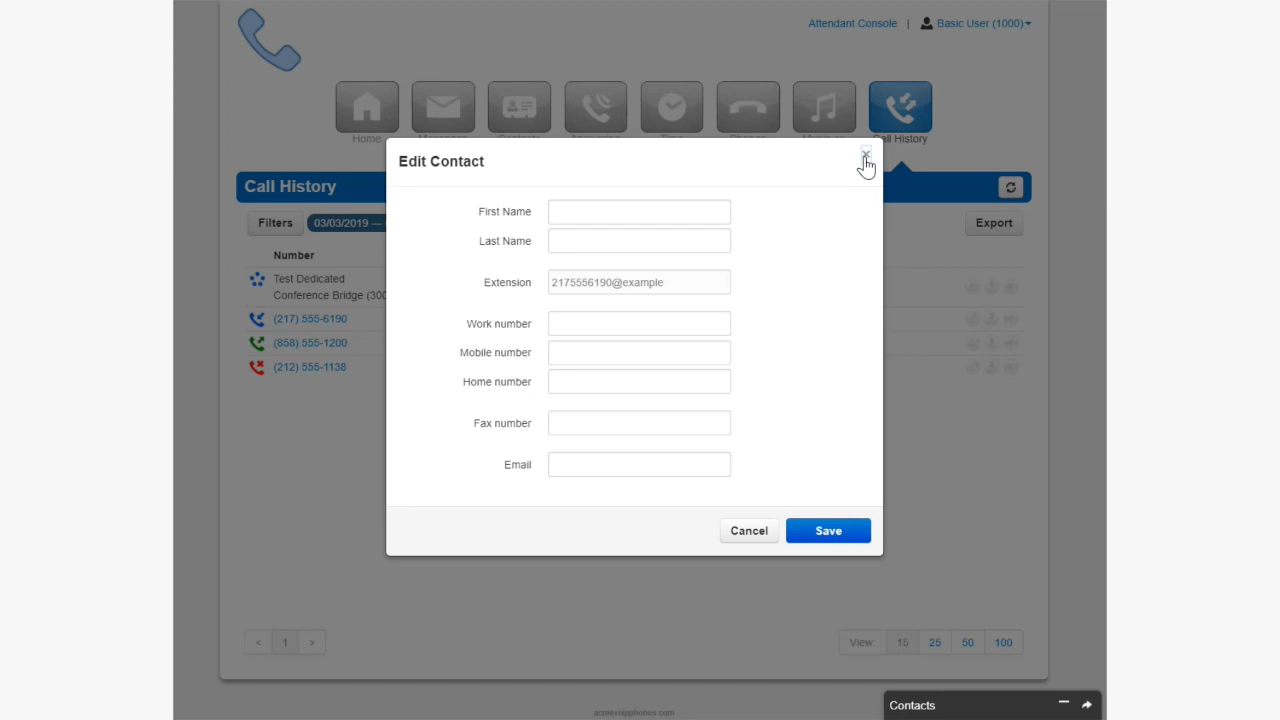 Attendant Console | Basic User (1000)
Home
Call History
Edit Contact
×
Call History
Filters
03/03/2019 —
Export
Number
Test Dedicated
Conference Bridge (300
(217) 555-6190
(858) 555-1200
(212) 555-1138
First Name
Last Name
Extension 2175556190@example
Work number
Mobile number
Home number
Fax number
Email
Cancel Save
< 1 >
View: 15 25 50 100
Contacts